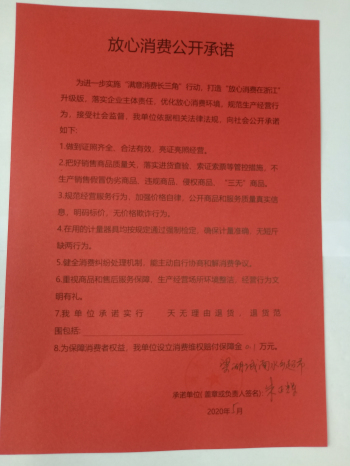 放心消费公开承诺
为进一步实施“满意消费长三角”行动、打造“放心消费在浙江”
升级版，落实企业主体责任，优化放心消费环境，规范生产经营行
为，接受社会监督，我单位依据相关法律法规，向社会公开承诺
如下:
1.做到证照齐全、合法有效、亮证亮照经营。
2.把好销售商品质量关，落实进货查验、索证索票等管控措施，不
生产销售假冒伪劣商品、违规商品、侵权商品、“三无”商品。
3.规范经营服务行为，加强价格自律，公开商品和服务质量真实信
息，明码标价，无价格欺诈行为。
4.在用的计量器具均按规定通过强制检定，确保计量准确，无短斤
缺两行为。
5.健全消费纠纷处理机制，能主动自行协商和解消费争议。
6.重视商品和售后服务保障，生产经营场所环境整洁，经营行为文
明有礼。
7.我单位承诺实行 天无理由退货，退货范
围包括:
8.为保障消费者权益，我单位设立消费维权赔付保障金 万元。
超市
承诺单位(盖章或负责人签名):
2020年5月